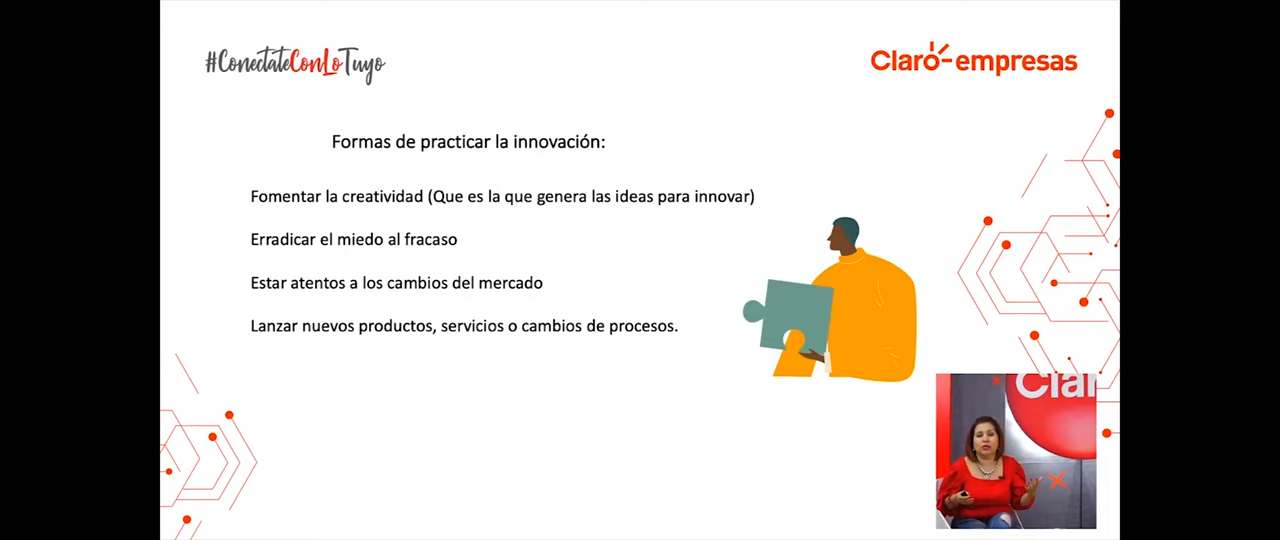 #ConectateConLoTuyo
Claro-empresas
Formas de practicar la innovación:
Fomentar la creatividad (Que es la que genera las ideas para innovar)
Erradicar el miedo al fracaso
Estar atentos a los cambios del mercado
Lanzar nuevos productos, servicios o cambios de procesos.
Clar